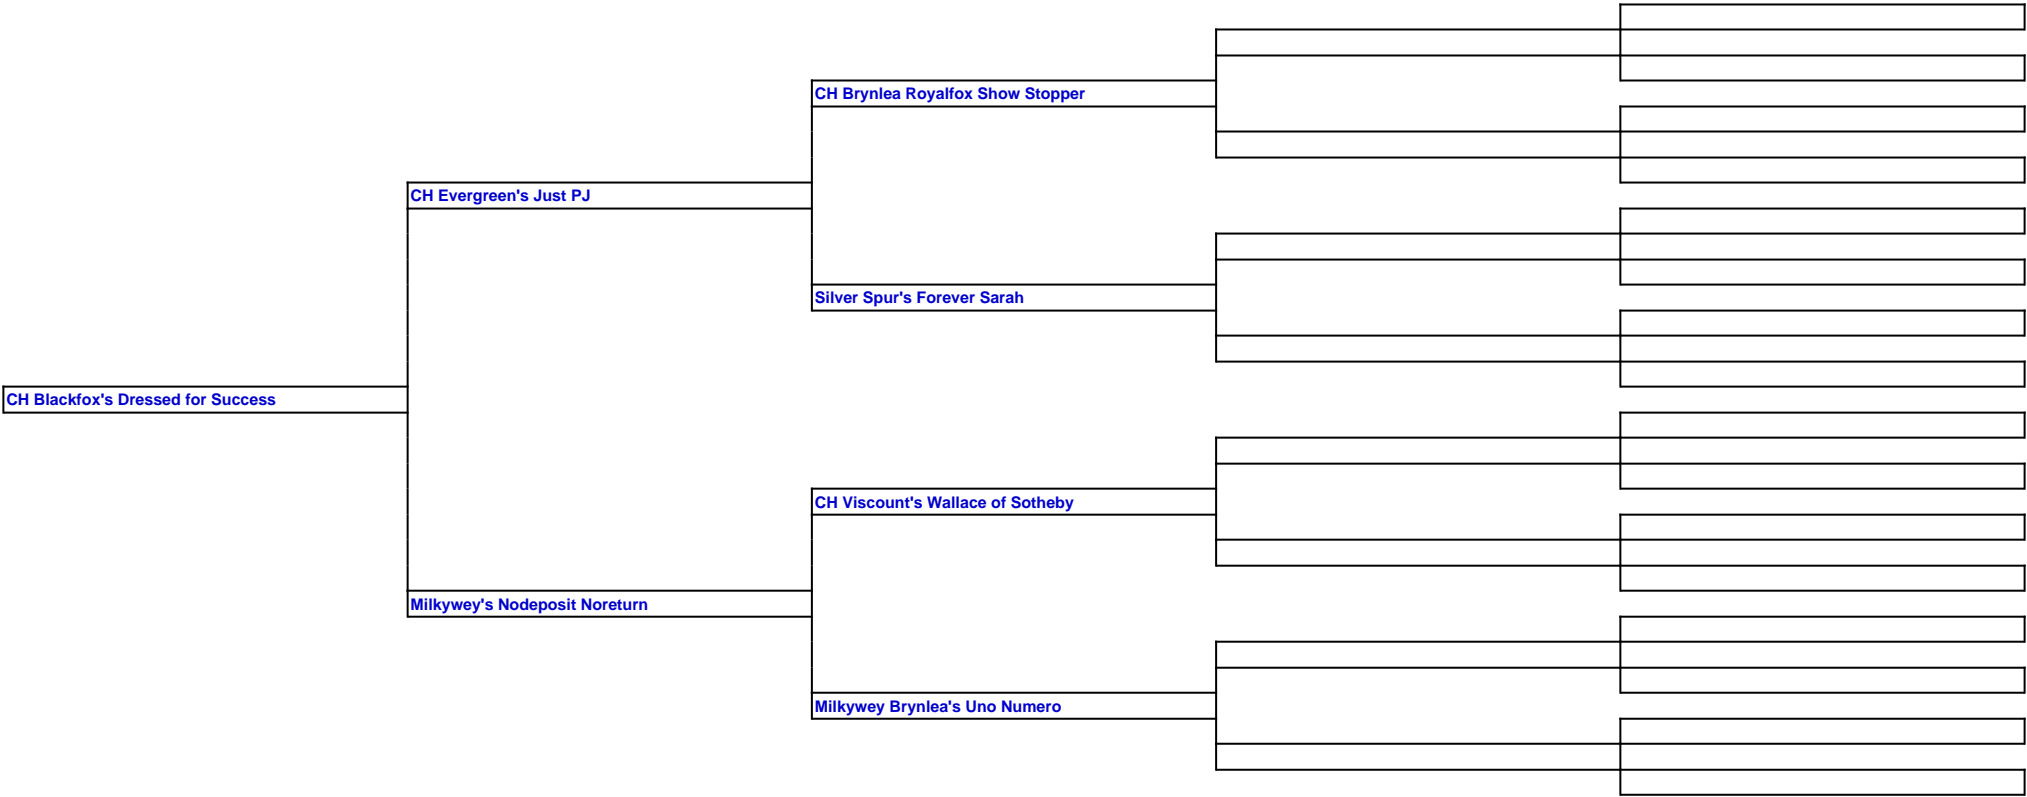 CH Brynlea Royalfox Show Stopper
CH Evergreen's Just PJ
Silver Spur's Forever Sarah
CH Blackfox's Dressed for Success
CH Viscount's Wallace of Sotheby
Milkywey's Nodeposit Noreturn
Milkywey Brynlea's Uno Numero